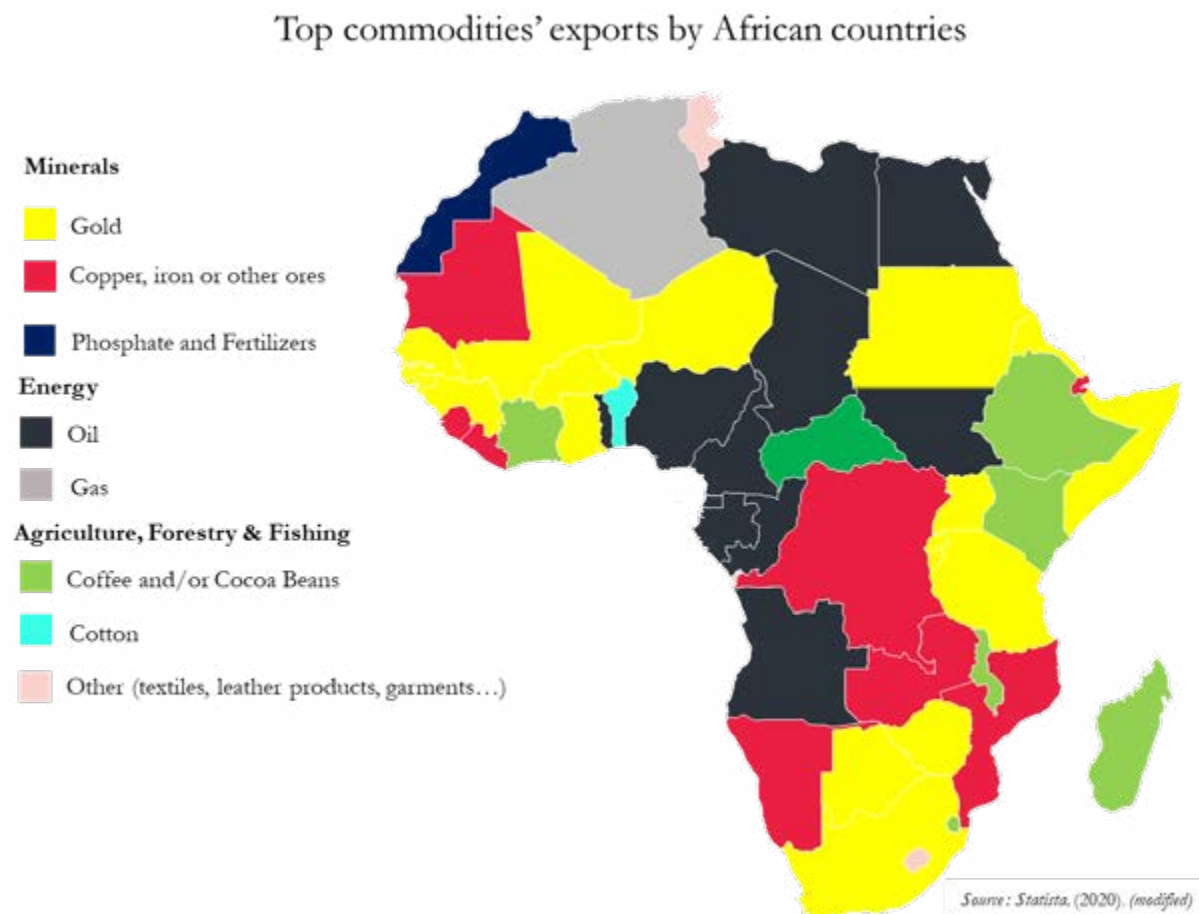 Top commodities’ exports by African countries
Minerals
Gold
Copper, iron or other ores
Phosphate and Fertilizers
Energy
Oil
Gas
Agriculture, Forestry & Fishing
Coffee and/or Cocoa Beans
Cotton
Other (textiles, leather products, garments…)
Source: Statista, (2020). (modified)